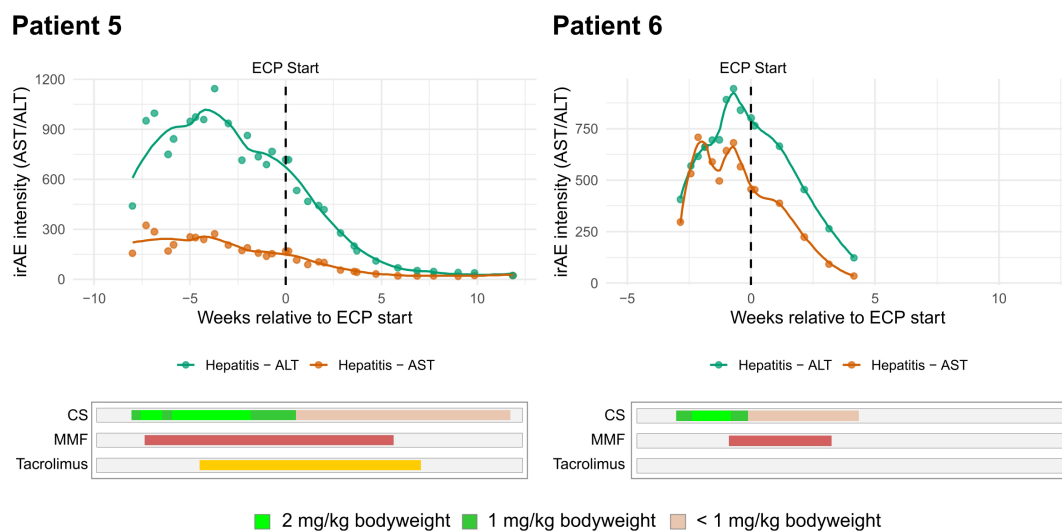 Patient 5
ECP Start
irAE intensity (AST/ALT)
1200
900
600
300
0
−10
−5
0
5
10
Weeks relative to ECP start
Hepatitis − ALT
Hepatitis − AST
CS
MMF
Tacrolimus
Patient 6
ECP Start
irAE intensity (AST/ALT)
750
500
250
0
−5
0
5
10
Weeks relative to ECP start
Hepatitis − ALT
Hepatitis − AST
CS
MMF
Tacrolimus
2 mg/kg bodyweight
1 mg/kg bodyweight
< 1 mg/kg bodyweight